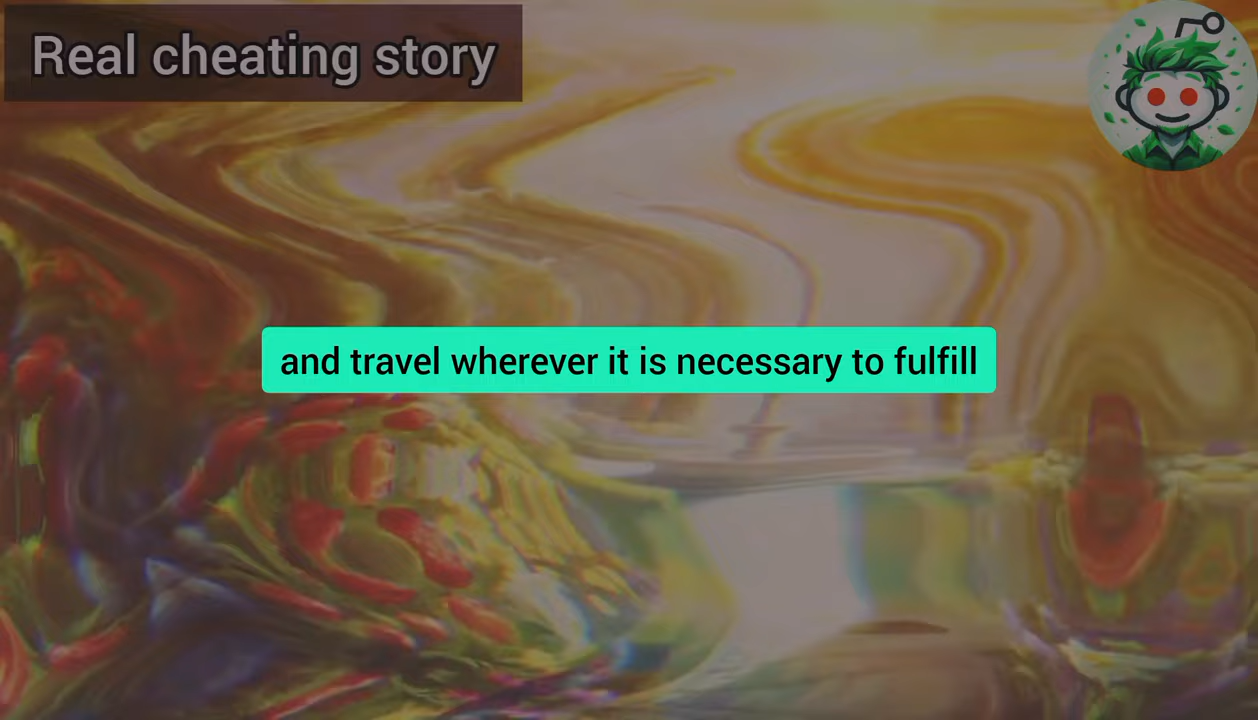 Real cheating story
and travel wherever it is necessary to fulfill